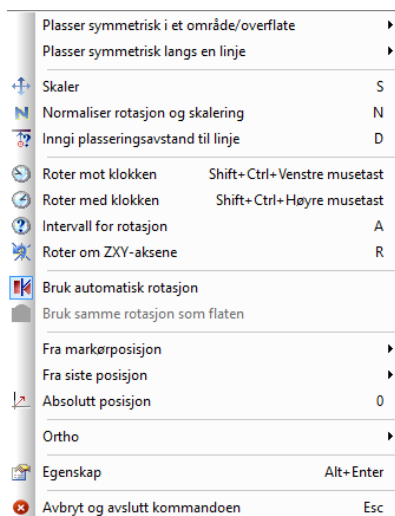 Plasser symmetrisk i et område/overflate
Plasser symmetrisk langs en linje
Skaler S
Normaliser rotasjon og skalering N
Inngi plasseringsavstand til linje D
Roter mot klokken Shift+Ctrl+Venstre musetast
Roter med klokken Shift+Ctrl+Høyre musetast
Intervall for rotasjon A
Roter om ZXY-aksene R
Bruk automatisk rotasjon
Bruk samme rotasjon som flaten
Fra markørposisjon
Fra siste posisjon
Absolutt posisjon 0
Ortho
Egenskap Alt+Enter
Avbryt og avslutt kommandoen Esc